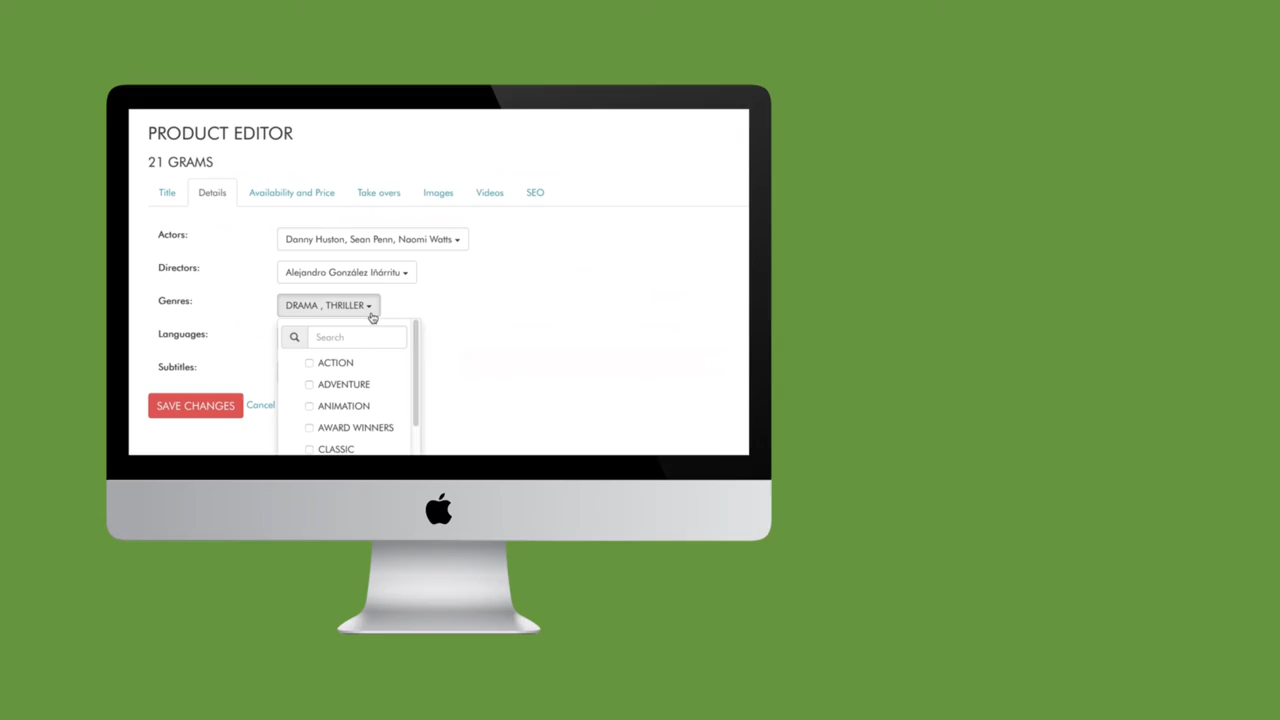 PRODUCT EDITOR
21 GRAMS
Title Details Availability and Price Take overs Images Videos SEO
Actors: Danny Huston, Sean Penn, Naomi Watts
Directors: Alejandro González Iñárritu
Genres: DRAMA , THRILLER
Languages: Search
ACTION
Subtitles:
ADVENTURE
SAVE CHANGES Cancel ANIMATION
AWARD WINNERS
CLASSIC